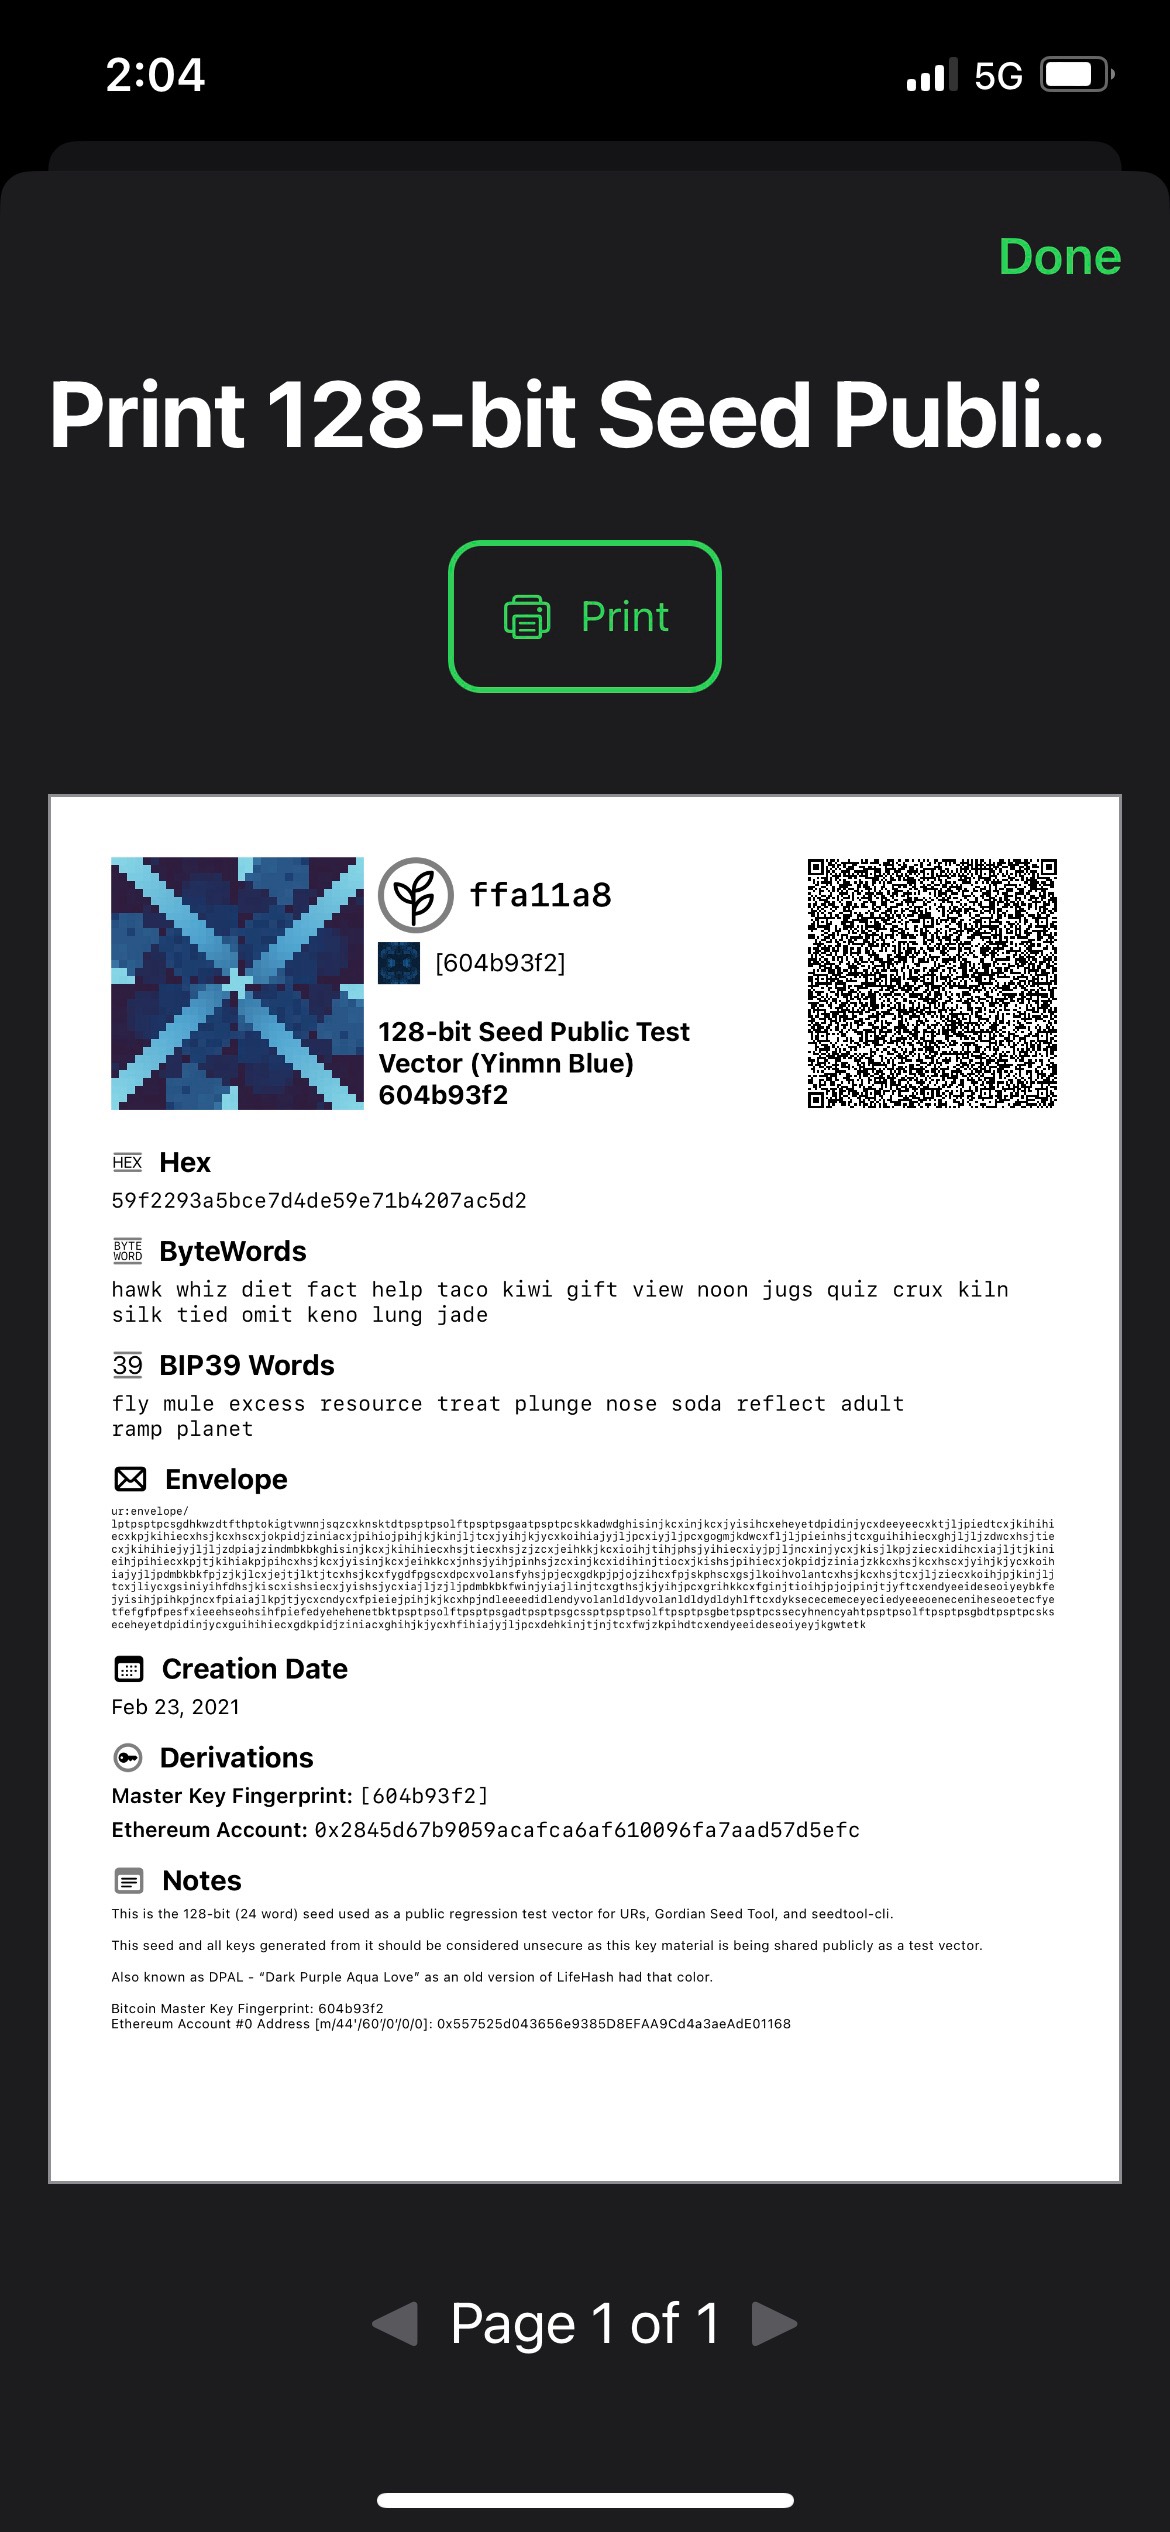 2:04
5G
Done
Print 128-bit Seed Publi...
Print
ffa11a8
[604b93f2]
128-bit Seed Public Test
Vector (Yinmn Blue)
604b93f2
HEX Hex
59f2293a5bce7d4de59e71b4207ac5d2
BYTE WORD ByteWords
hawk whiz diet fact help taco kiwi gift view noon jugs quiz crux kiln
silk tied omit keno lung jade
39 BIP39 Words
fly mule excess resource treat plunge nose soda reflect adult
ramp planet
Envelope
ur:envelope/
Creation Date
Feb 23, 2021
Derivations
Master Key Fingerprint: [604b93f2]
Ethereum Account: 0x2845d67b9059acafca6af610096fa7aad57d5efc
Notes
This is the 128-bit (24 word) seed used as a public regression test vector for URs, Gordian Seed Tool, and seedtool-cli.
This seed and all keys generated from it should be considered unsecure as this key material is being shared publicly as a test vector.
Also known as DPAL - “Dark Purple Aqua Love” as an old version of LifeHash had that color.
Bitcoin Master Key Fingerprint: 604b93f2
Ethereum Account #0 Address [m/44'/60'/0'/0/0]: 0x557525d043656e9385D8EFAA9Cd4a3aeAdE01168
Page 1 of 1